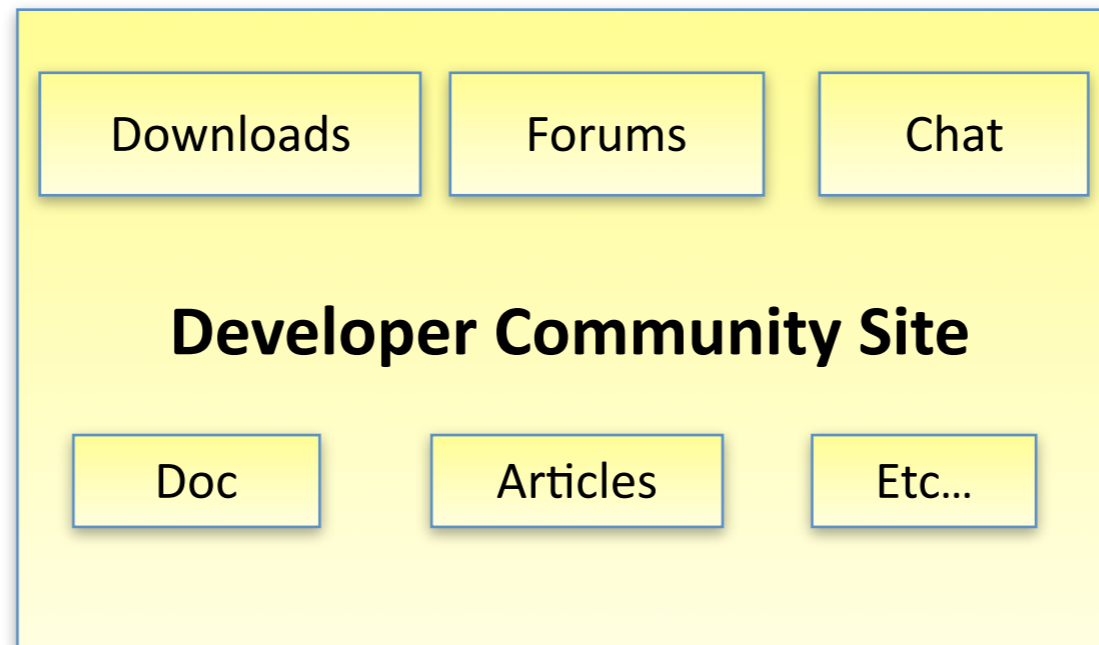 Downloads
Forums
Chat
Developer Community Site
Doc
Articles
Etc...